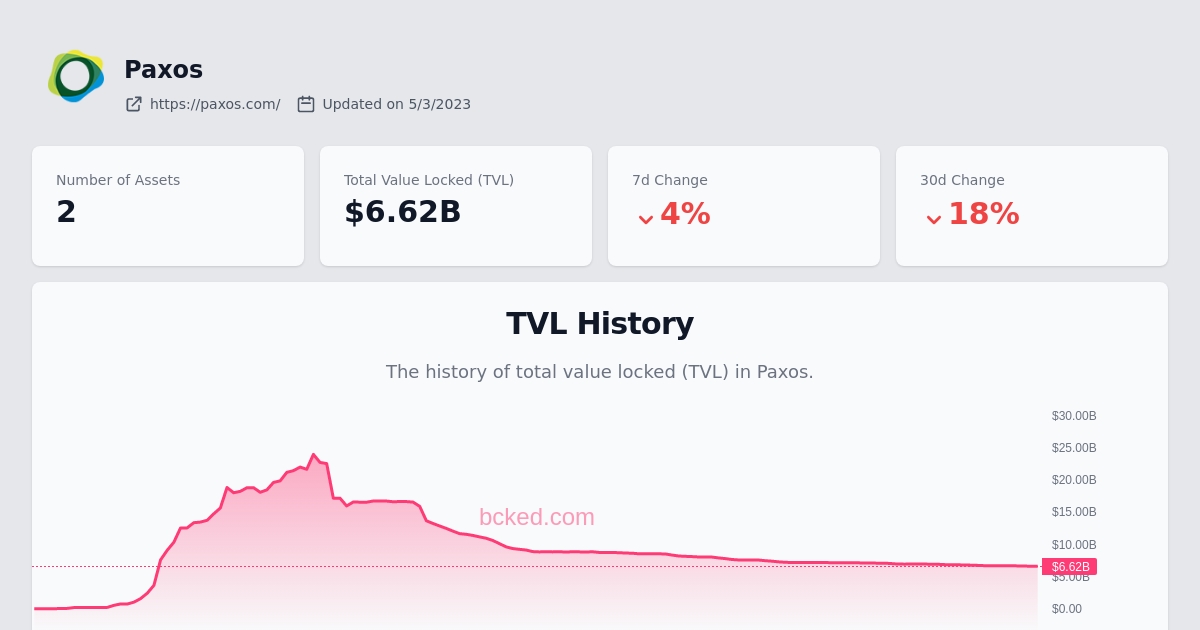 Paxos
https://paxos.com/ Updated on 5/3/2023
Number of Assets
2
Total Value Locked (TVL)
$6.62B
7d Change
4%
30d Change
18%
TVL History
The history of total value locked (TVL) in Paxos.
$30.00B
$25.00B
$20.00B
$15.00B
bcked.com
$10.00B
$6.62B
$5.00B
$0.00